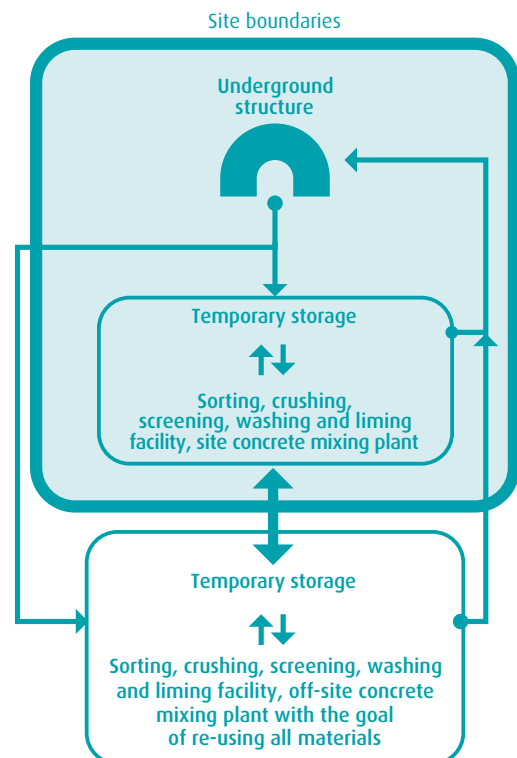 Site boundaries
Underground
structure
Temporary storage
Sorting, crushing,
screening, washing and liming
facility, site concrete mixing plant
Temporary storage
Sorting, crushing, screening, washing
and liming facility, off-site concrete
mixing plant with the goal
of re-using all materials